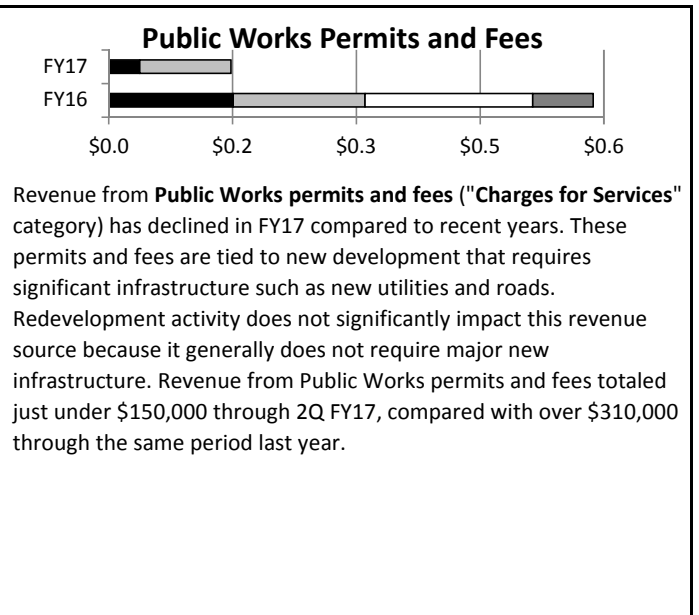 Public Works Permits and Fees
FY17
FY16
$0.0 $0.2 $0.3 $0.5 $0.6
Revenue from Public Works permits and fees ("Charges for Services"
category) has declined in FY17 compared to recent years. These
permits and fees are tied to new development that requires
significant infrastructure such as new utilities and roads.
Redevelopment activity does not significantly impact this revenue
source because it generally does not require major new
infrastructure. Revenue from Public Works permits and fees totaled
just under $150,000 through 2Q FY17, compared with over $310,000
through the same period last year.